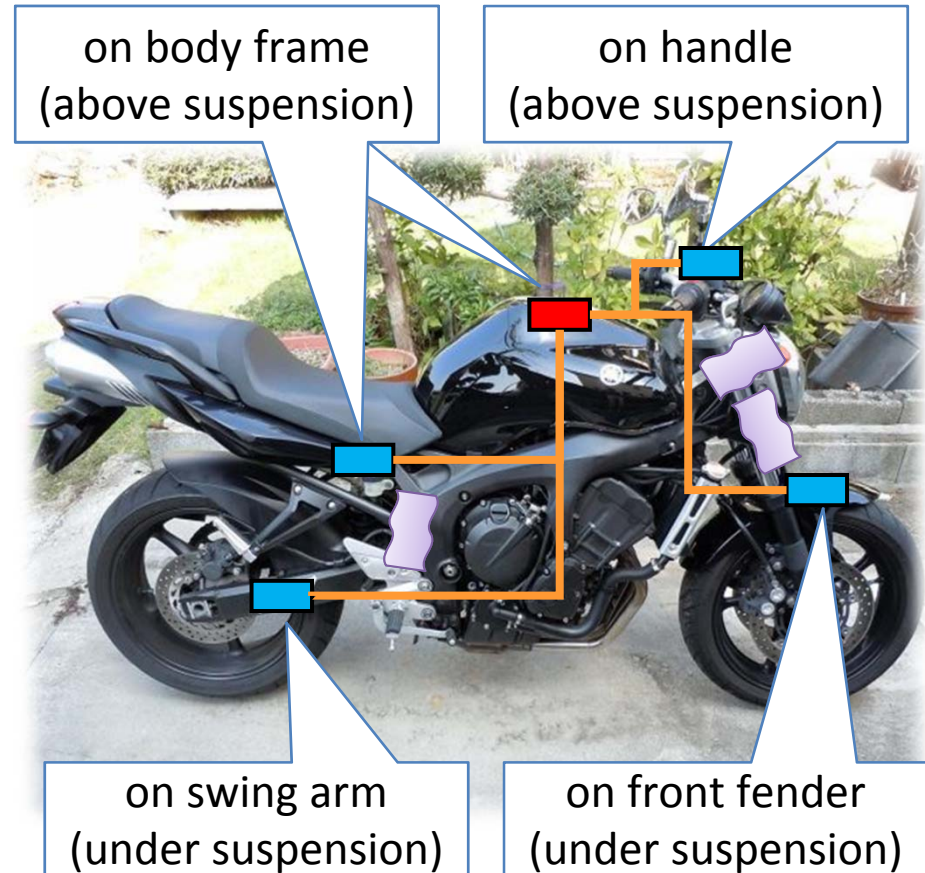 on body frame
(above suspension)
on handle
(above suspension)
on swing arm
(under suspension)
on front fender
(under suspension)